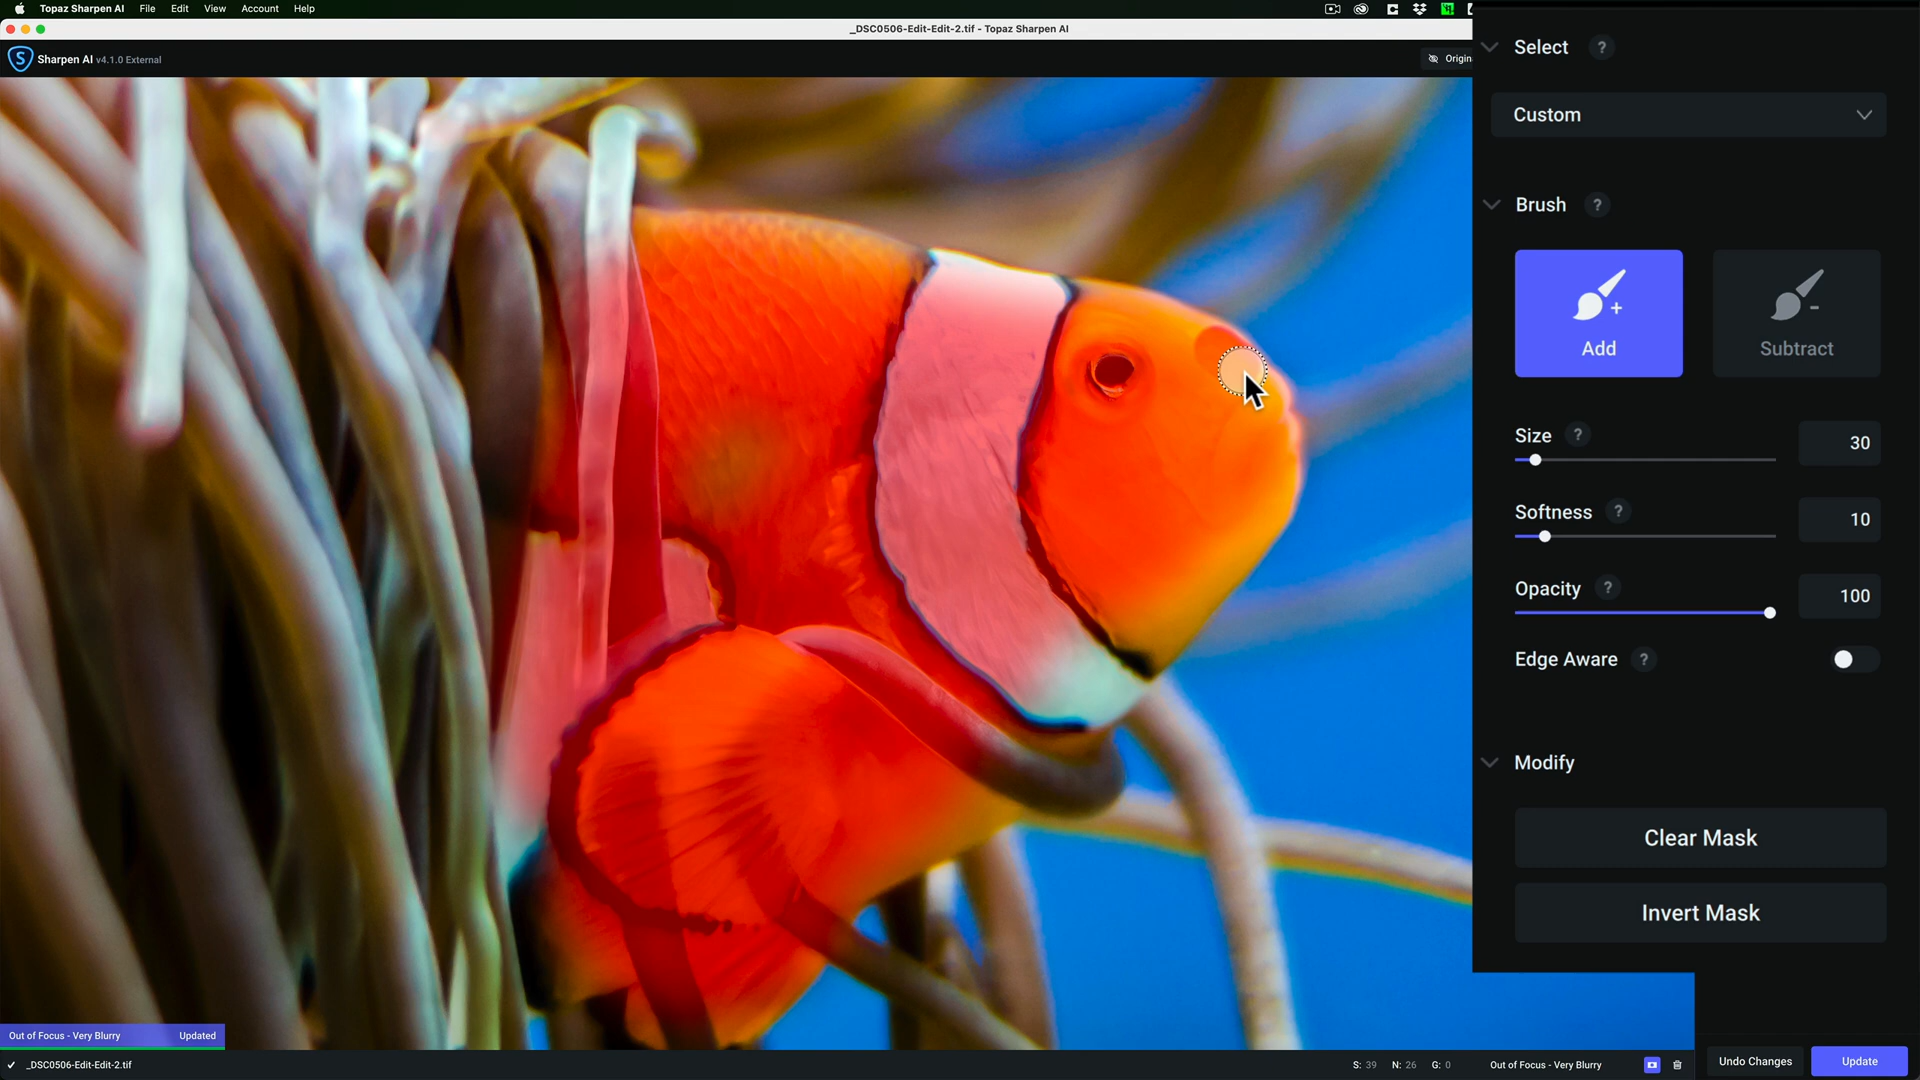 Topaz Sharpen AI File Edit View Account Help
_DSC0506-Edit-Edit-2.tif - Topaz Sharpen AI
Sharpen AI v4.1.0 External
Origin
Select ?
Custom
Brush ?
Add
Subtract
Size ? 30
Softness ? 10
Opacity ? 100
Edge Aware ?
Modify
Clear Mask
Invert Mask
Out of Focus - Very Blurry Updated
_DSC0506-Edit-Edit-2.tif
S: 39 N: 26 G: 0 Out of Focus - Very Blurry
Undo Changes Update